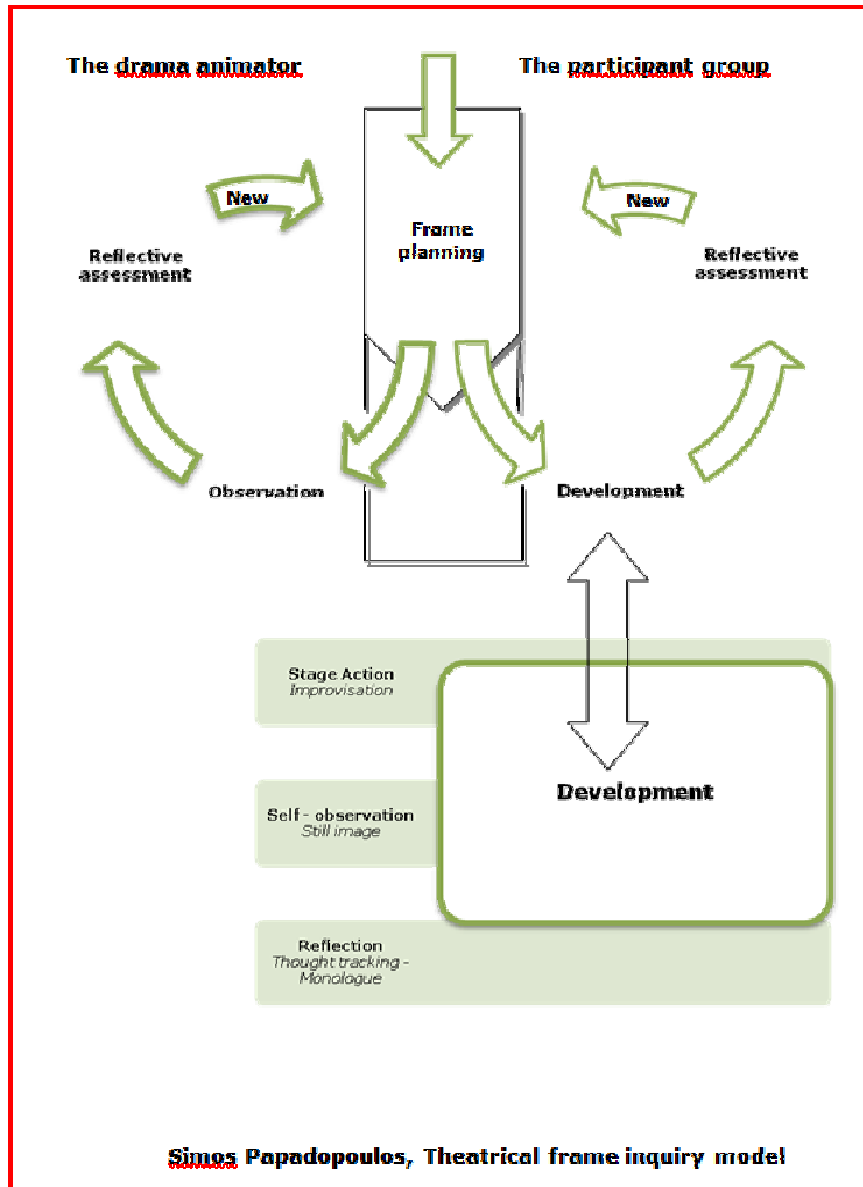 The drama animator
The participant group
New
New
Frame
planning
Reflective
assessment
Reflective
assessment
Observation
Development
Stage Action
Improvisation
Self - observation
Still image
Development
Reflection
Thought tracking -
Monologue
Simos Papadopoulos, Theatrical frame inquiry model